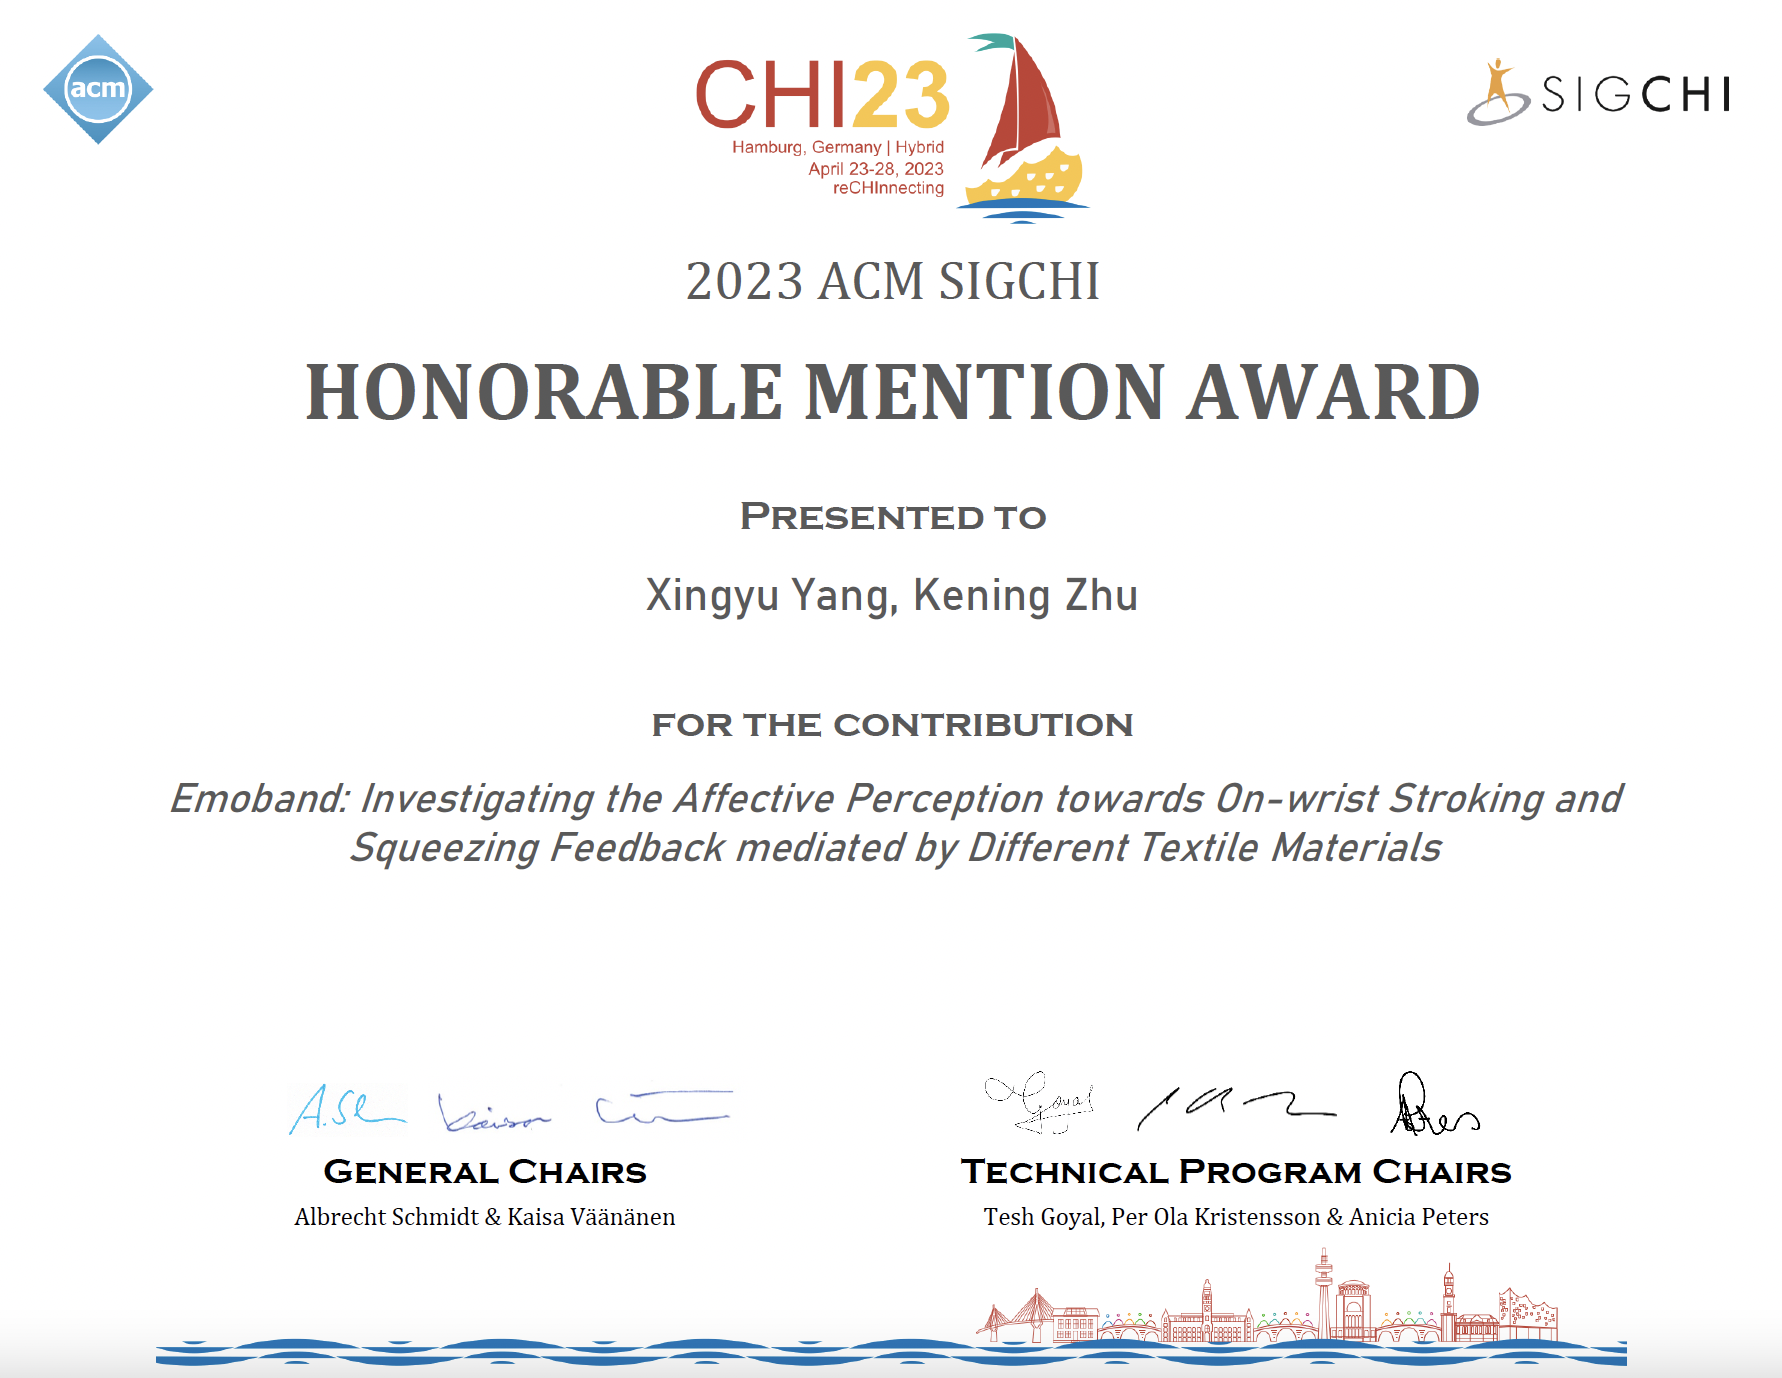 acm
CHI23
Hamburg, Germany | Hybrid
April 23-28, 2023
reCHInnecting
SIGCHI
2023 ACM SIGCHI
HONORABLE MENTION AWARD
PRESENTED TO
Xingyu Yang, Kening Zhu
FOR THE CONTRIBUTION
Emoband: Investigating the Affective Perception towards On-wrist Stroking and
Squeezing Feedback mediated by Different Textile Materials
GENERAL CHAIRS
Albrecht Schmidt & Kaisa Väänänen
TECHNICAL PROGRAM CHAIRS
Tesh Goyal, Per Ola Kristensson & Anicia Peters